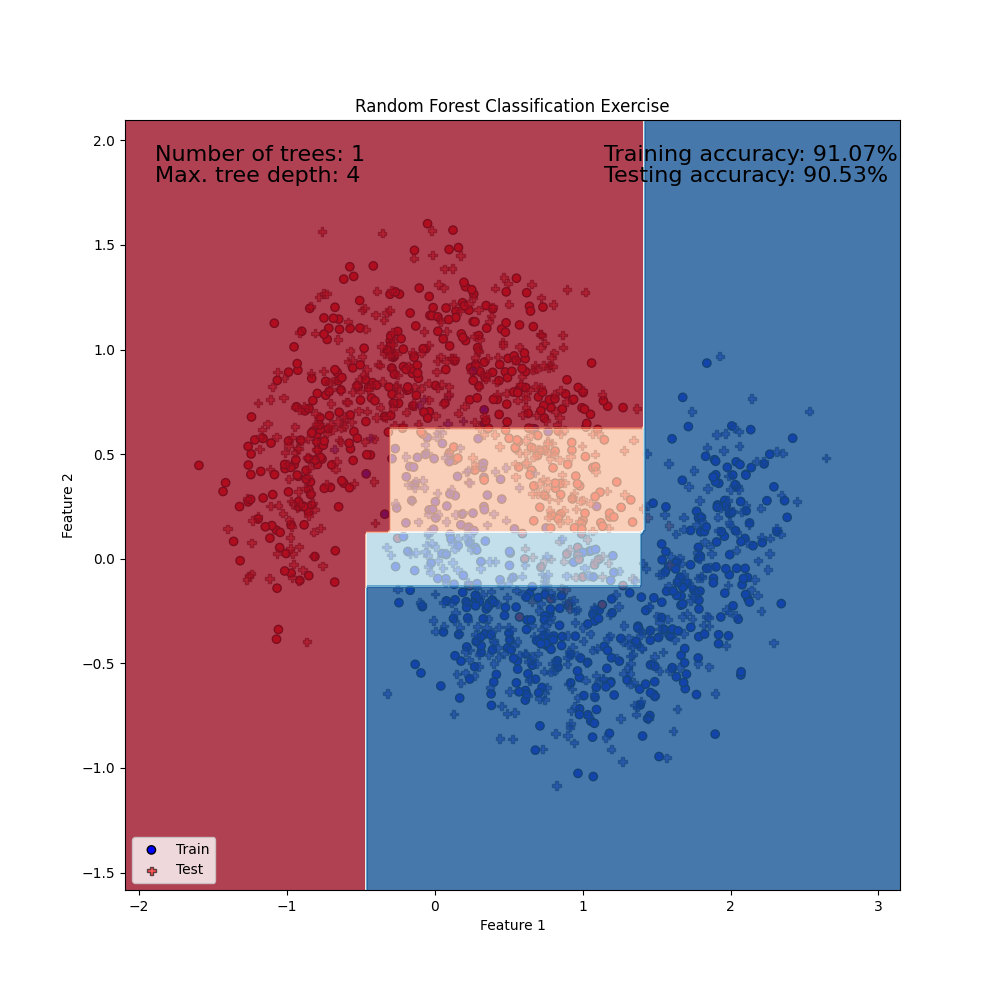 Random Forest Classification Exercise
Number of trees: 1
Max. tree depth: 4
Training accuracy: 91.07%
Testing accuracy: 90.53%
2.0
1.5
1.0
0.5
0.0
−0.5
−1.0
−1.5
Feature 2
Train
Test
−2
−1
0
1
2
3
Feature 1